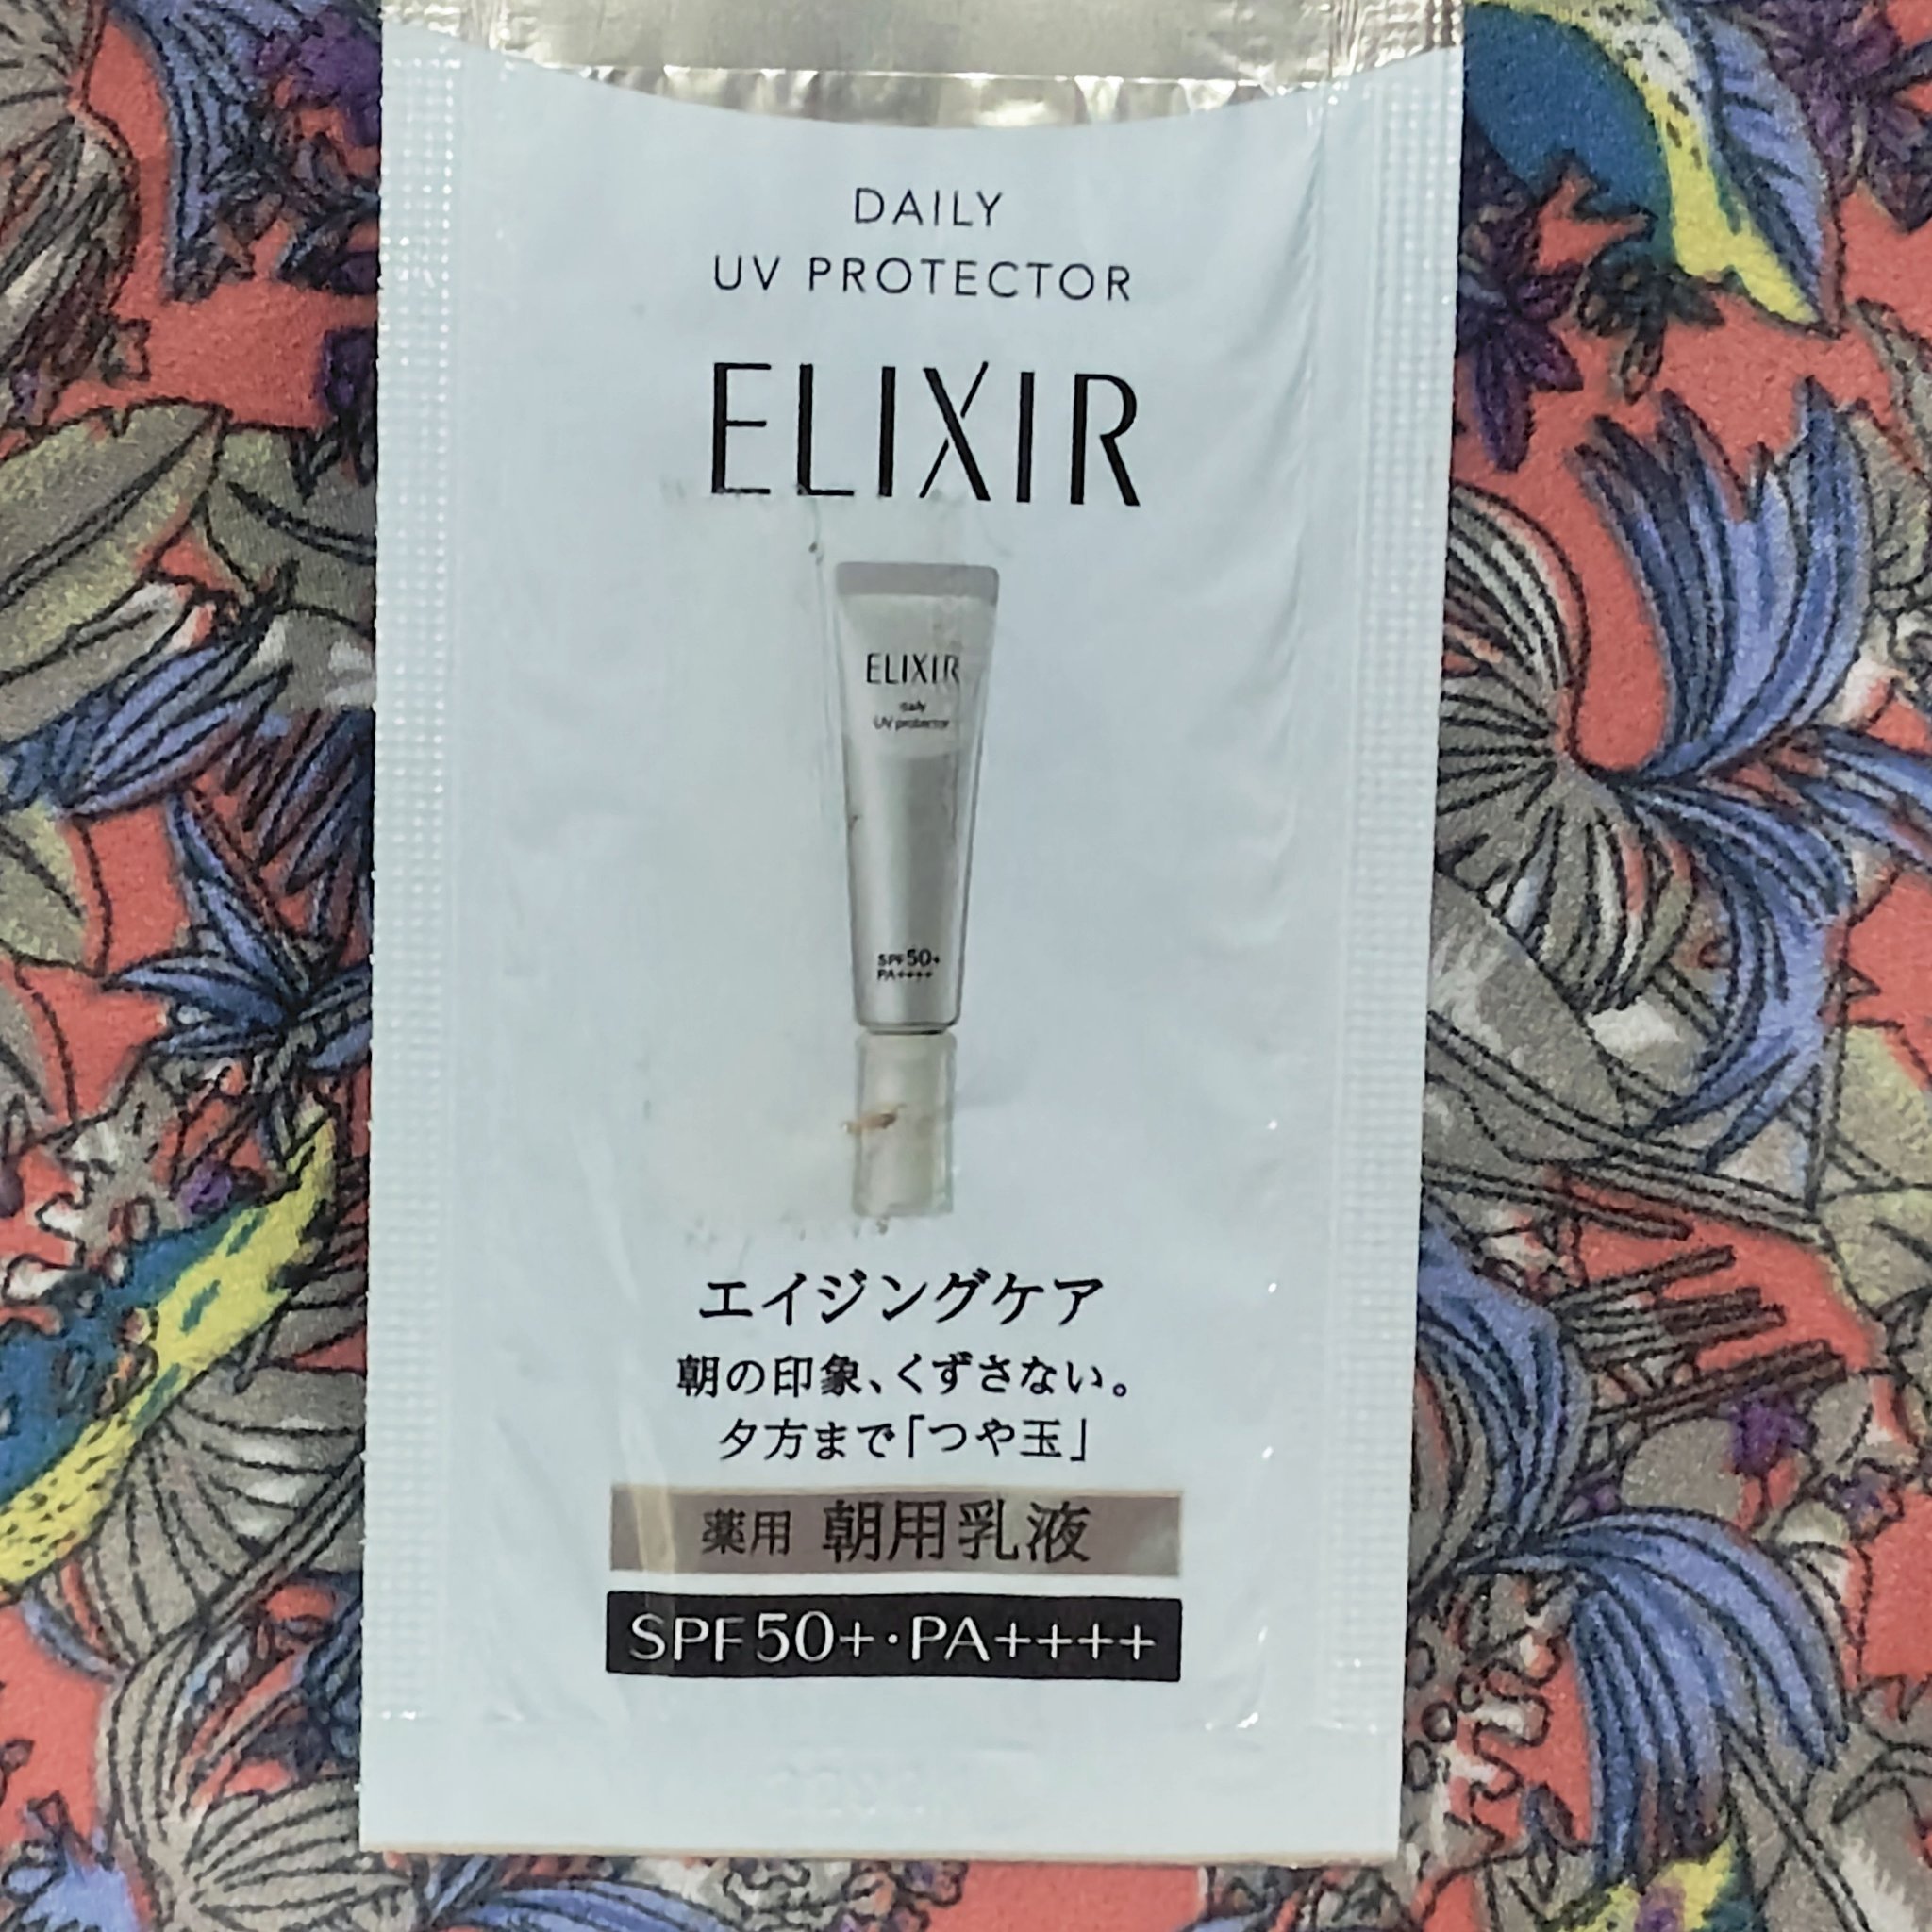 DAILY
UV PROTECTOR
ELIXIR
ELIXIR
daily
UV protector
SPF50+
PA++++
エイジングケア
朝の印象、くずさない。
夕方まで「つや玉」
薬用 朝用乳液
SPF50+・PA++++